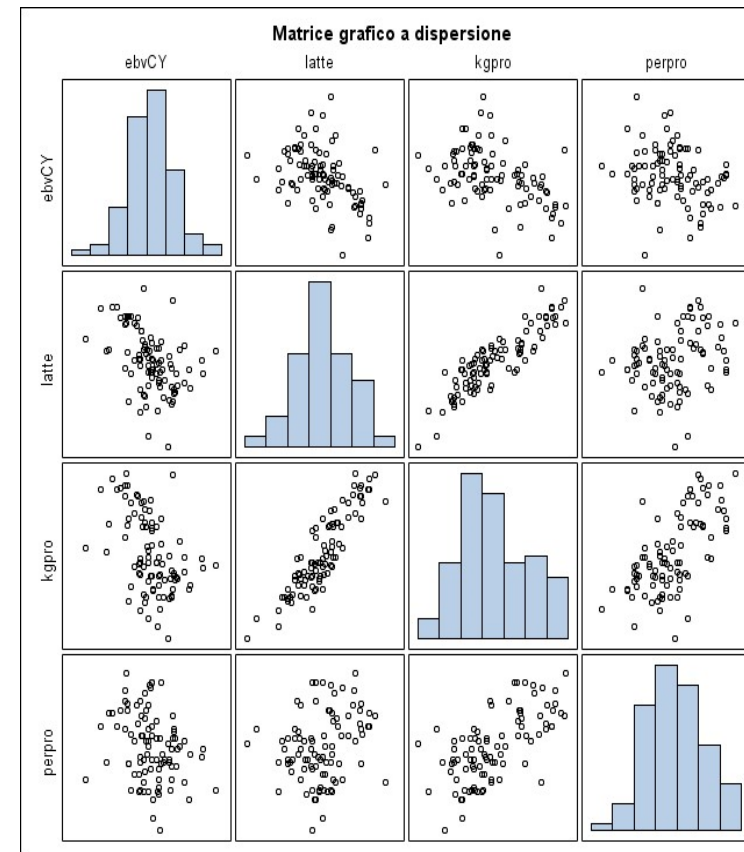 Matrice grafico a dispersione
ebvCY latte kgpro perpro
ebvCY
latte
kgpro
perpro